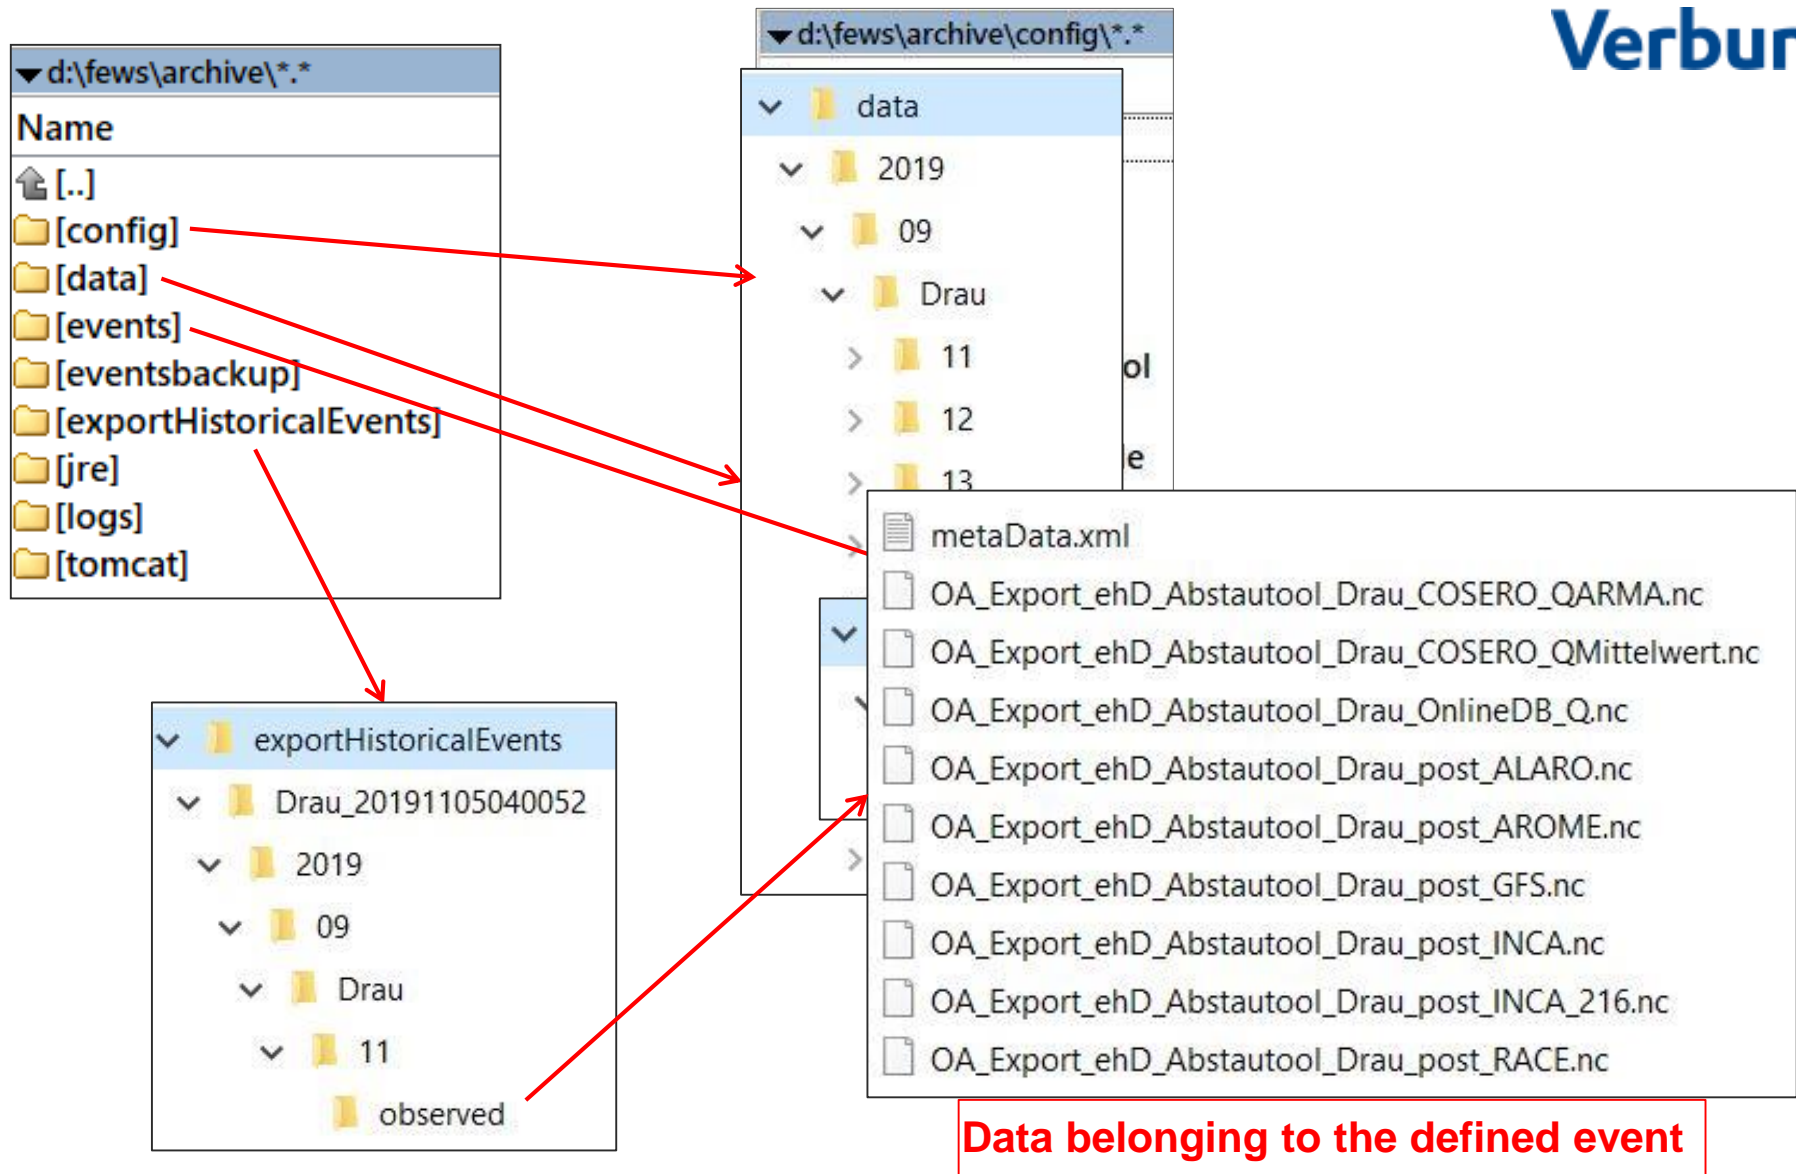 d:\fews\archive\*.*
Name
[..]
[config]
[data]
[events]
[eventsbackup]
[exportHistoricalEvents]
[jre]
[logs]
[tomcat]
d:\fews\archive\config\*.*
data
2019
09
Drau
11
12
13
ol
le
Verbun
exportHistoricalEvents
Drau_20191105040052
2019
09
Drau
11
observed
metaData.xml
OA_Export_ehD_Abstautool_Drau_COSERO_QARMA.nc
OA_Export_ehD_Abstautool_Drau_COSERO_QMittelwert.nc
OA_Export_ehD_Abstautool_Drau_OnlineDB_Q.nc
OA_Export_ehD_Abstautool_Drau_post_ALARO.nc
OA_Export_ehD_Abstautool_Drau_post_AROME.nc
OA_Export_ehD_Abstautool_Drau_post_GFS.nc
OA_Export_ehD_Abstautool_Drau_post_INCA.nc
OA_Export_ehD_Abstautool_Drau_post_INCA_216.nc
OA_Export_ehD_Abstautool_Drau_post_RACE.nc
Data belonging to the defined event